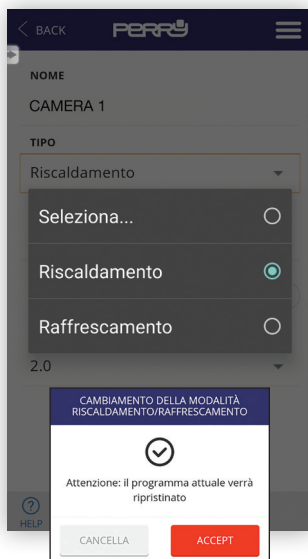 BACK
PERRY
NOME
CAMERA 1
TIPO
Riscaldamento
Seleziona...
Riscaldamento
Raffrescamento
2.0
CAMBIAMENTO DELLA MODALITÀ
RISCALDAMENTO/RAFFRESCAMENTO
Attenzione: il programma attuale verrà
ripristinato
HELP
CANCELLA
ACCEPT